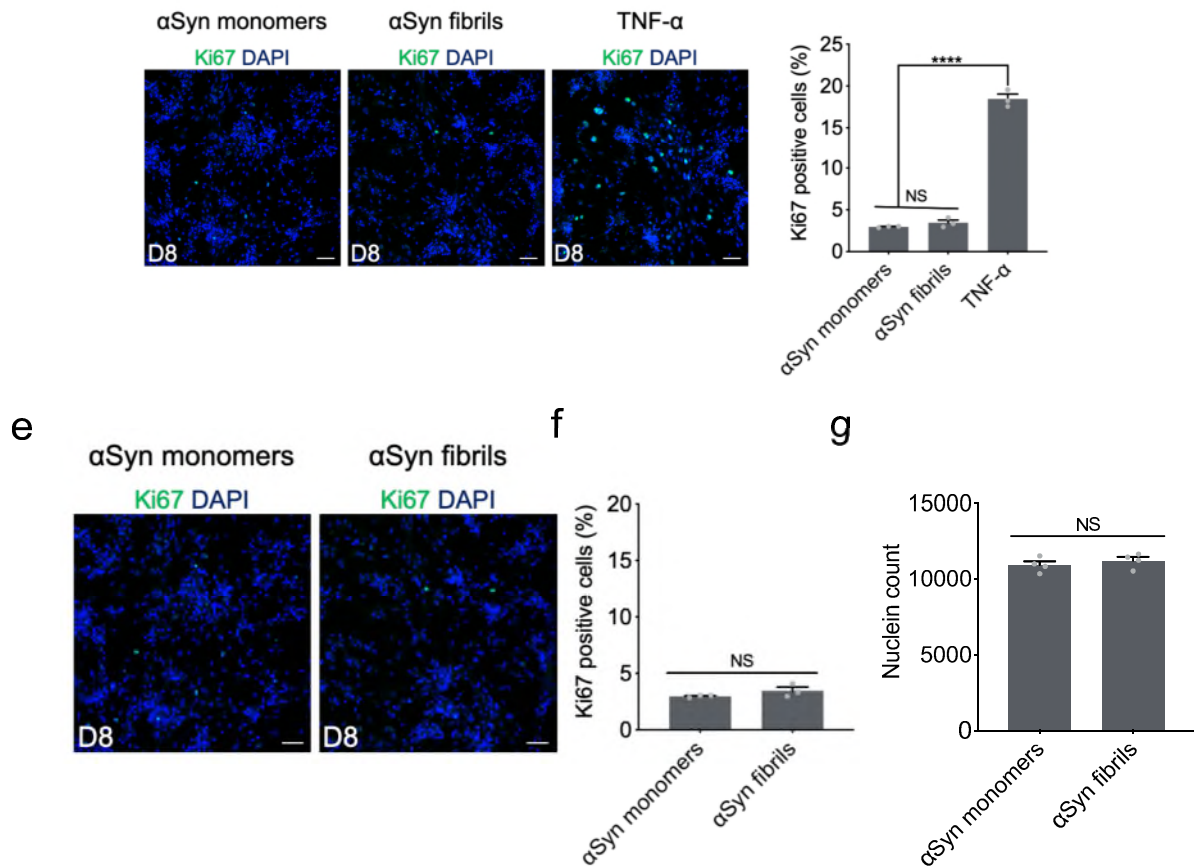 αSyn monomers αSyn fibrils TNF-α
Ki67 DAPI Ki67 DAPI Ki67 DAPI
D8 D8 D8
Ki67 positive cells (%)
25
20
15
10
5
0
****
NS
αSyn monomers
αSyn fibrils
TNF-α
e
αSyn monomers αSyn fibrils
Ki67 DAPI Ki67 DAPI
D8 D8
f
Ki67 positive cells (%)
20
15
10
5
0
NS
αSyn monomers
αSyn fibrils
g
Nuclein count
15000
10000
5000
0
NS
αSyn monomers
αSyn fibrils